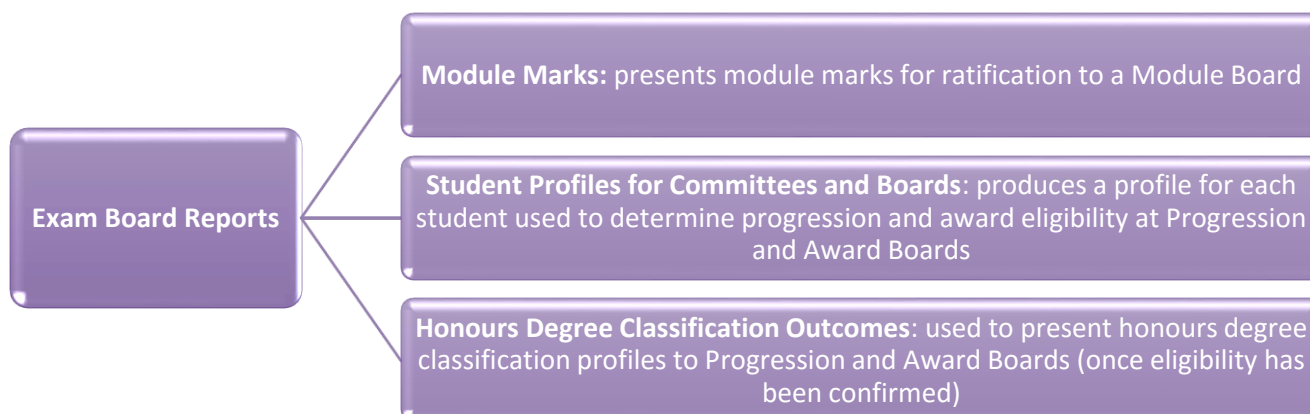 Exam Board Reports
Module Marks: presents module marks for ratification to a Module Board
Student Profiles for Committees and Boards: produces a profile for each
student used to determine progression and award eligibility at Progression
and Award Boards
Honours Degree Classification Outcomes: used to present honours degree
classification profiles to Progression and Award Boards (once eligibility has
been confirmed)